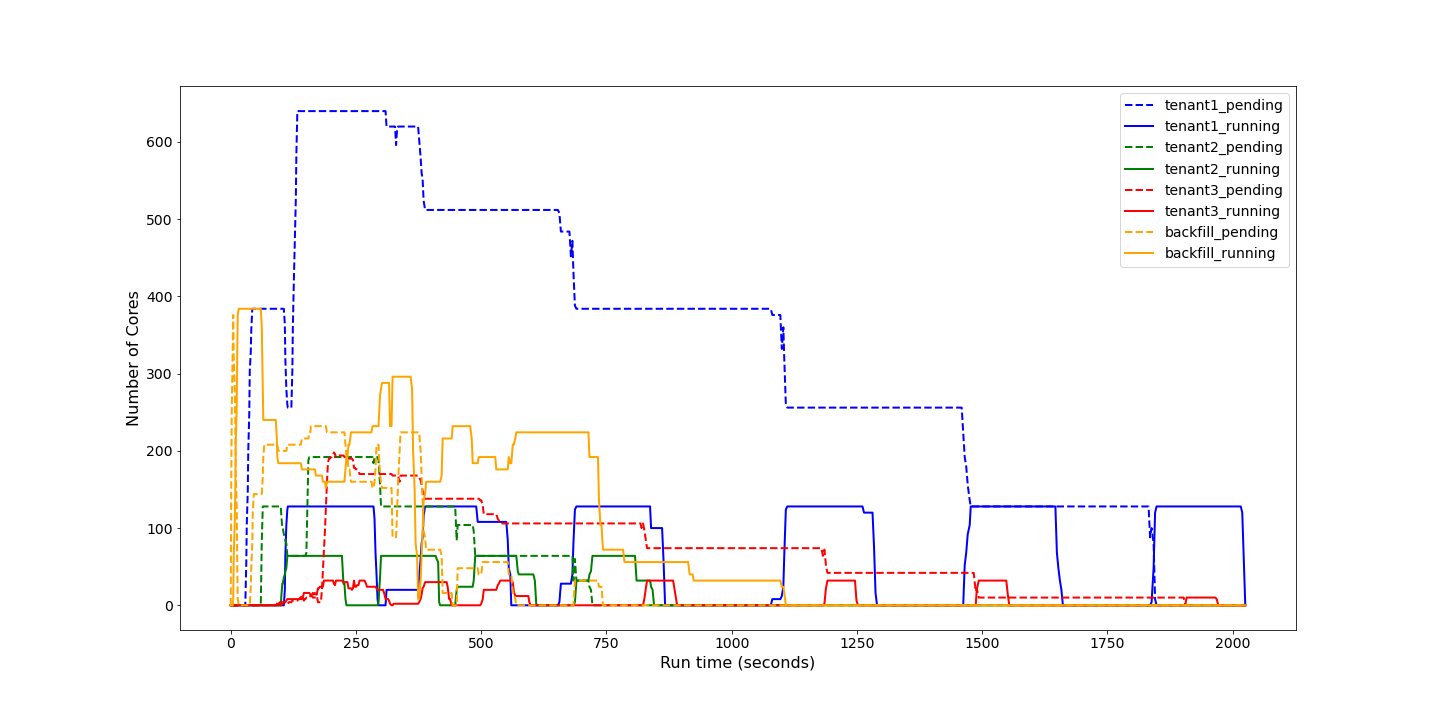 tenant1_pending
tenant1_running
tenant2_pending
tenant2_running
tenant3_pending
tenant3_running
backfill_pending
backfill_running
Number of Cores
600
500
400
300
200
100
0
0 250 500 750 1000 1250 1500 1750 2000
Run time (seconds)